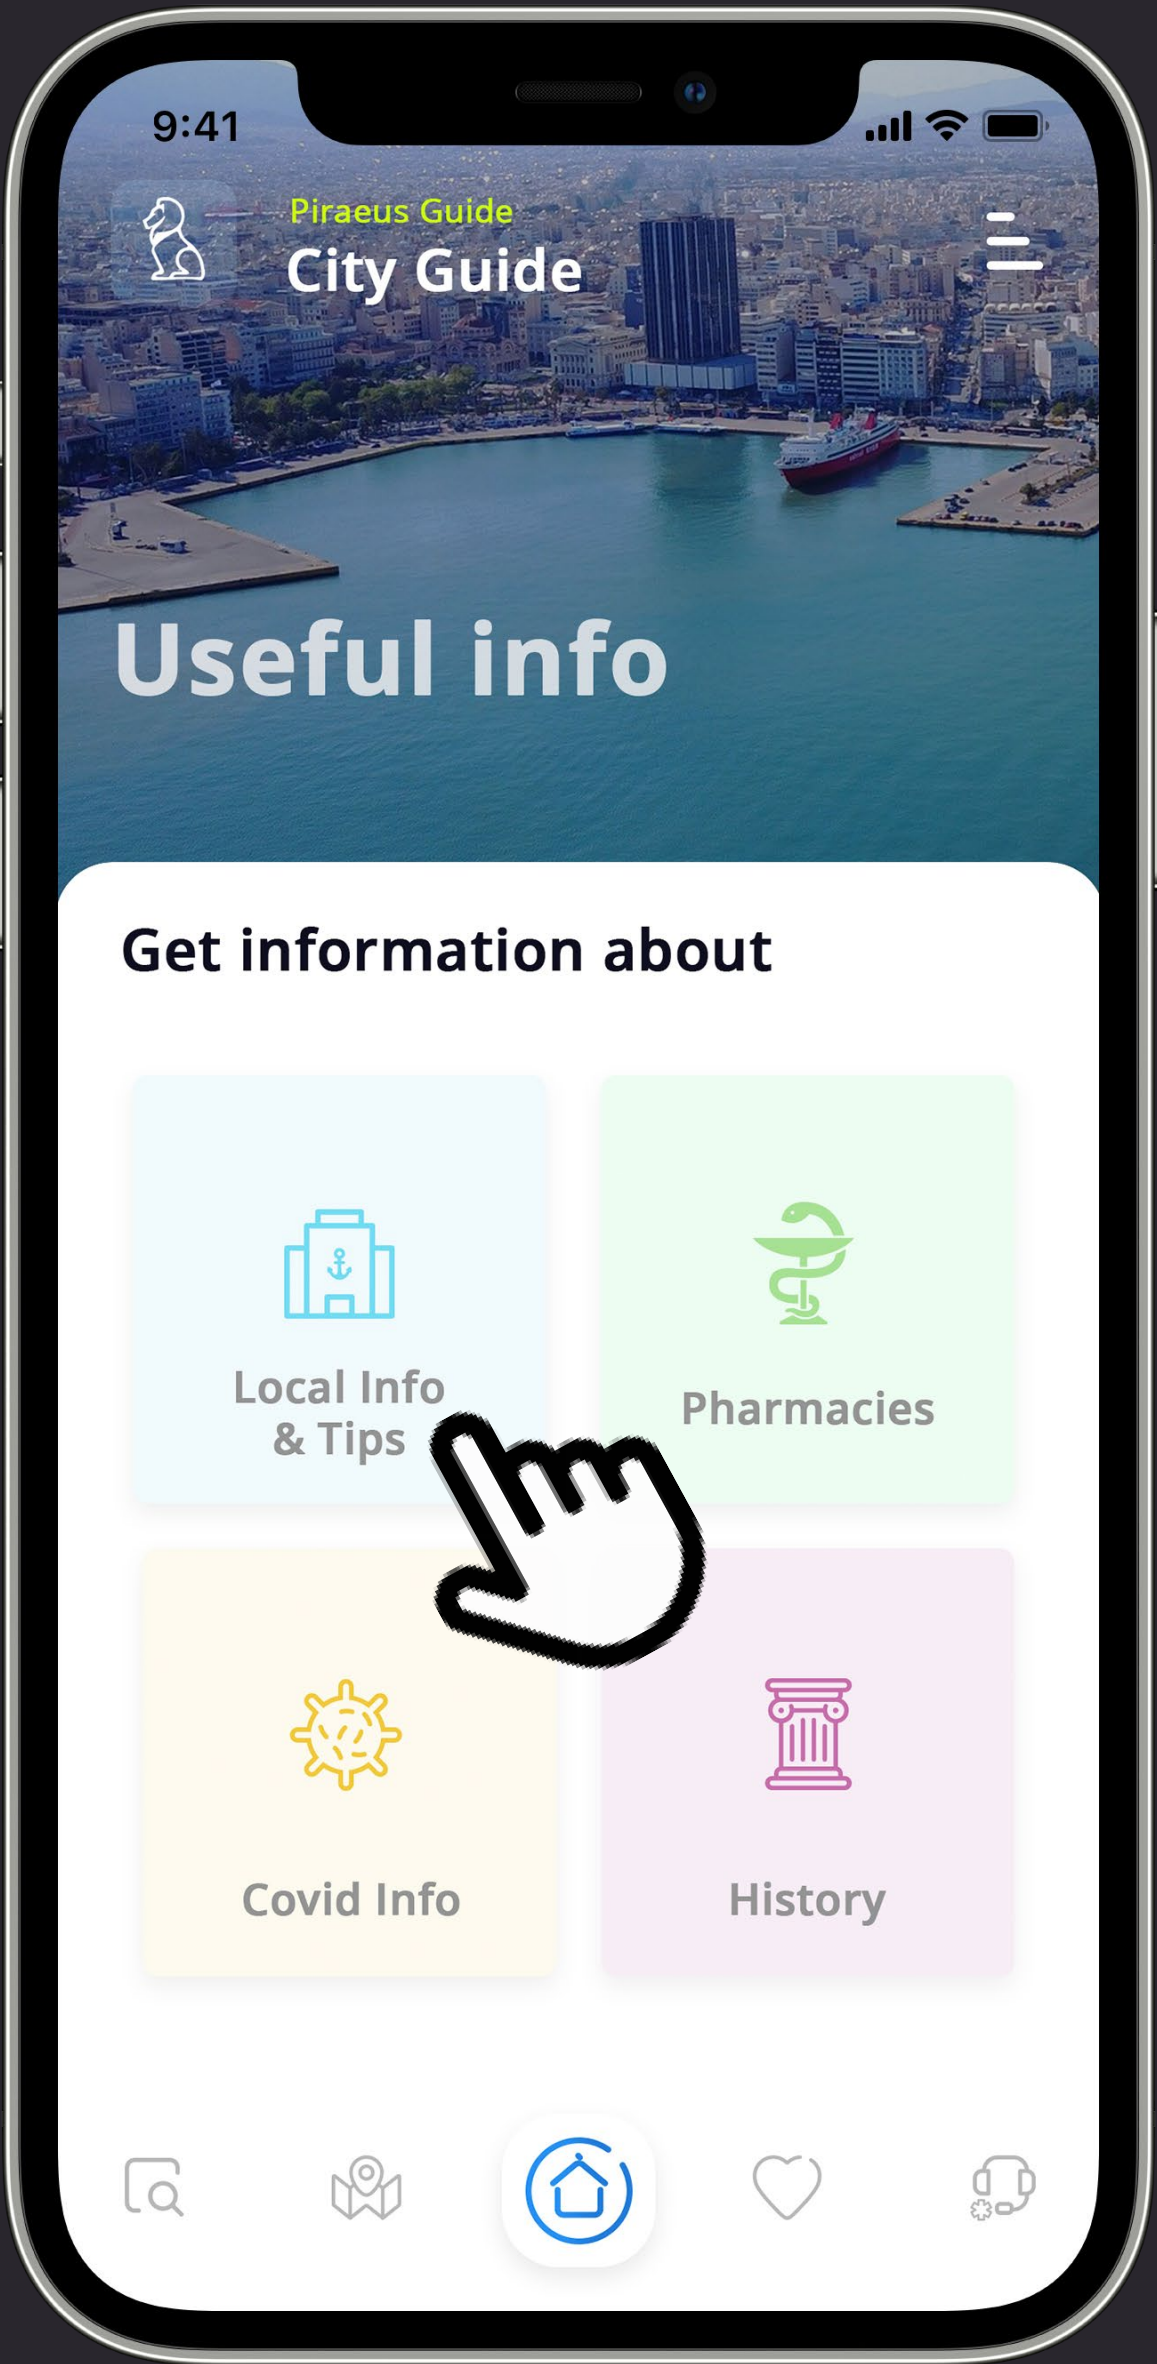 9:41
Piraeus Guide
City Guide
Useful info
Get information about
Local Info
& Tips
Pharmacies
Covid Info
History